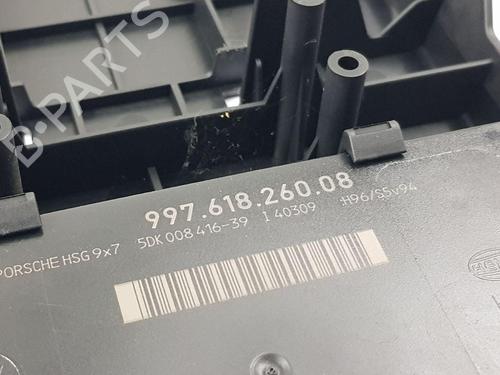 B-PARTS
997.618.260.08
PORSCHE HSG 9x7 5DK 008 416-39 I 40309 H96/S5v94